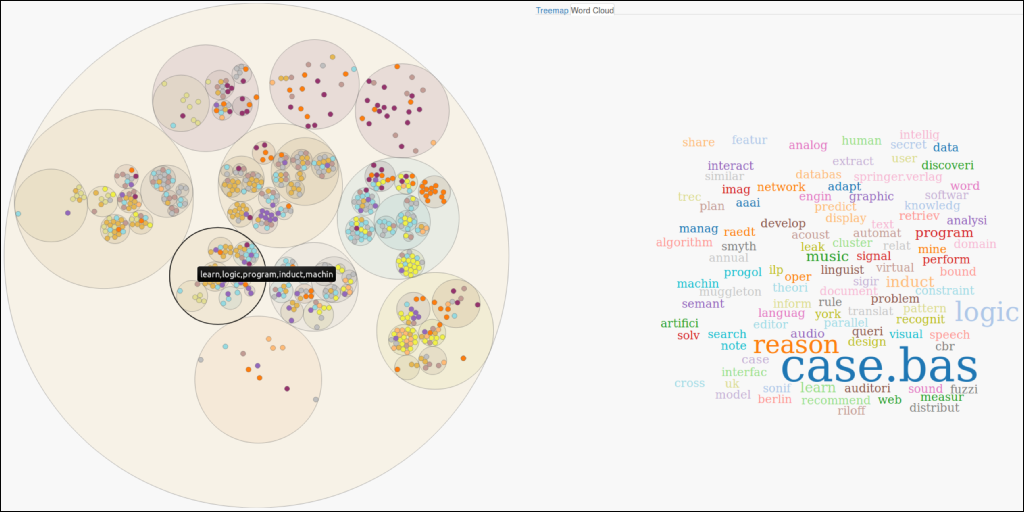 Treemap Word Cloud
learn,logic,program,induct,machin
intellig
share featur analog human secret data
interact extract user discoveri
similar databas springer.verlag
imag network adapt word
tree plan aaai engin graphic softwar
predict knowledg
display retriev
manag develop text analysi
raedt acoust automat program
algorithm smyth leak cluster relat mine domain
annual music signal perform
progol ilp linguist virtual bound
machin oper sigir induct
muggleton theori document constraint
semant inform rule problem
languag york translat pattern logic
artifici editor parallel recognit
solv search audio queri visual speech
note reason design cbr
case case.bas
interfac
cross uk sonif learn auditori sound fuzzi
model berlin recommend web measur
riloff distribut